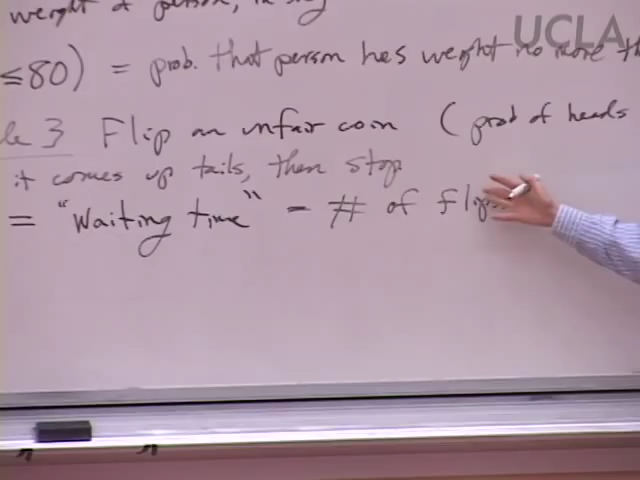 weight of person, in
UCLA
≤80) = prob. that person has weight no more th
le 3 Flip an unfair coin (prob of heads
it comes up tails, then stop
= "Waiting time" = # of flips